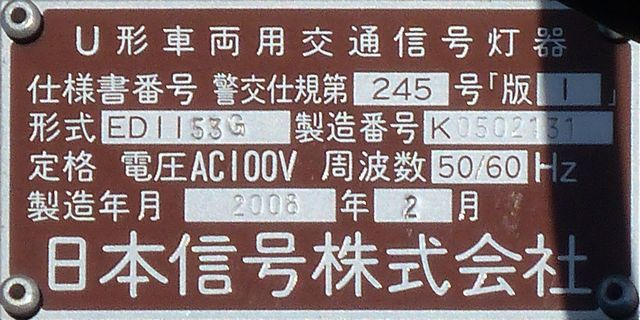 U形車両用交通信号灯器
仕様書番号 警交仕規第 245 号「版 1 」
形式 ED1153G 製造番号 K0502131
定格 電圧AC100V 周波数 50/60 Hz
製造年月 2006 年 2 月
日本信号株式会社